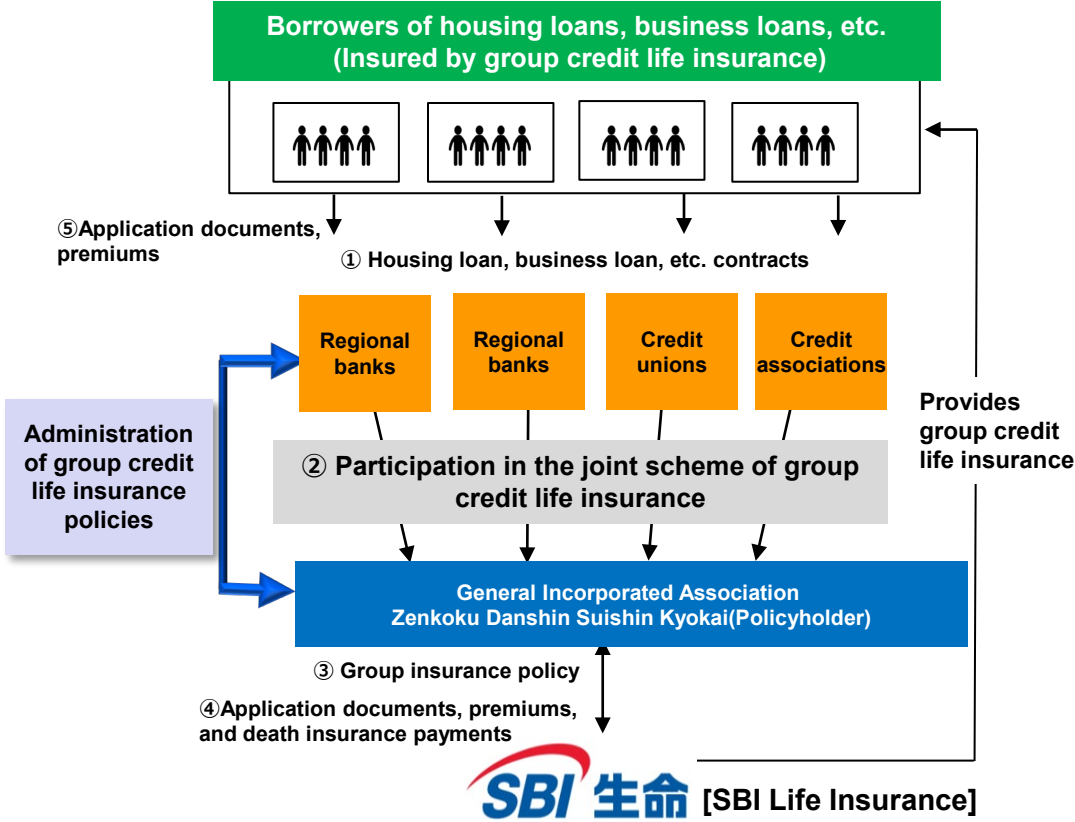 Borrowers of housing loans, business loans, etc.
(Insured by group credit life insurance)
⑤Application documents,
premiums
① Housing loan, business loan, etc. contracts
Regional
banks
Regional
banks
Credit
unions
Credit
associations
Provides
group credit
life insurance
Administration
of group credit
life insurance
policies
② Participation in the joint scheme of group
credit life insurance
General Incorporated Association
Zenkoku Danshin Suishin Kyokai(Policyholder)
③ Group insurance policy
④Application documents, premiums,
and death insurance payments
SBI 生命 [SBI Life Insurance]